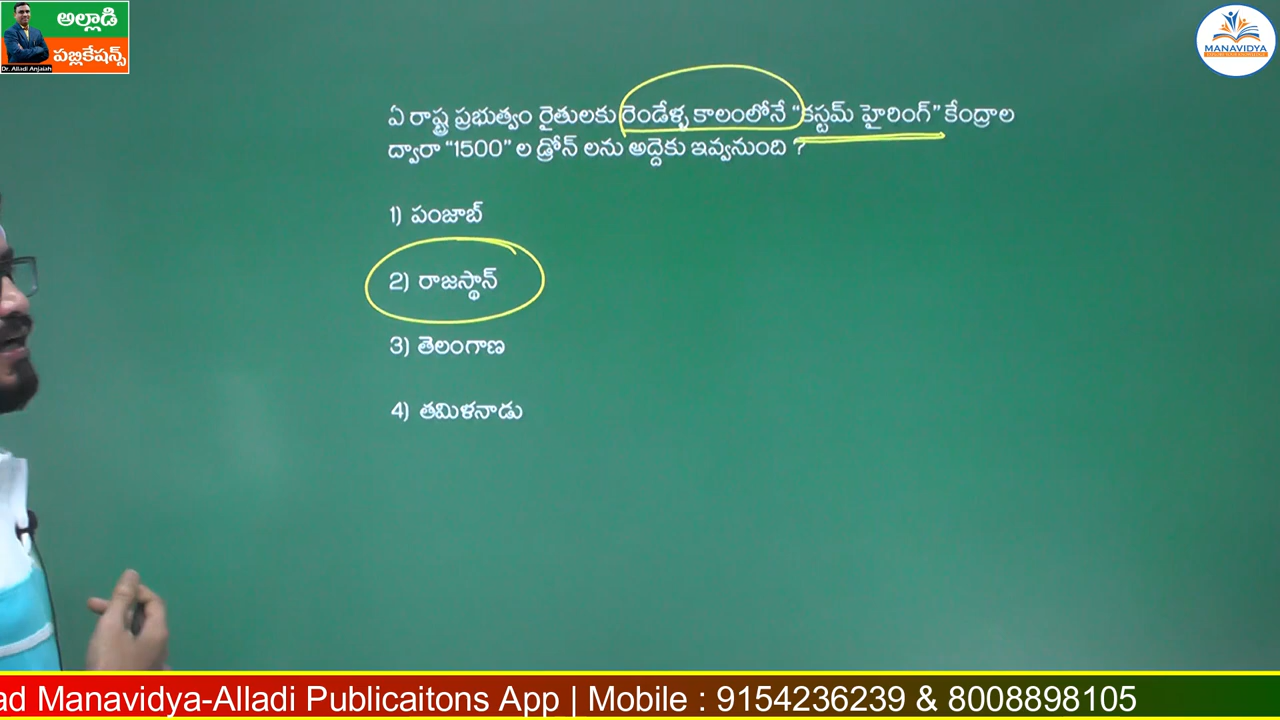 అల్లాడి
పబ్లికేషన్స్
Dr. Alladi Anjaiah
MANAVIDYA
ఏ రాష్ట్ర ప్రభుత్వం రైతులకు రెండేళ్ళ కాలంలోనే “కస్టమ్ హైరింగ్” కేంద్రాల
ద్వారా “1500” ల డ్రోన్ లను అద్దెకు ఇవ్వనుంది ?
1) పంజాబ్
2) రాజస్థాన్
3) తెలంగాణ
4) తమిళనాడు
ad Manavidya-Alladi Publicaitons App | Mobile : 9154236239 & 8008898105